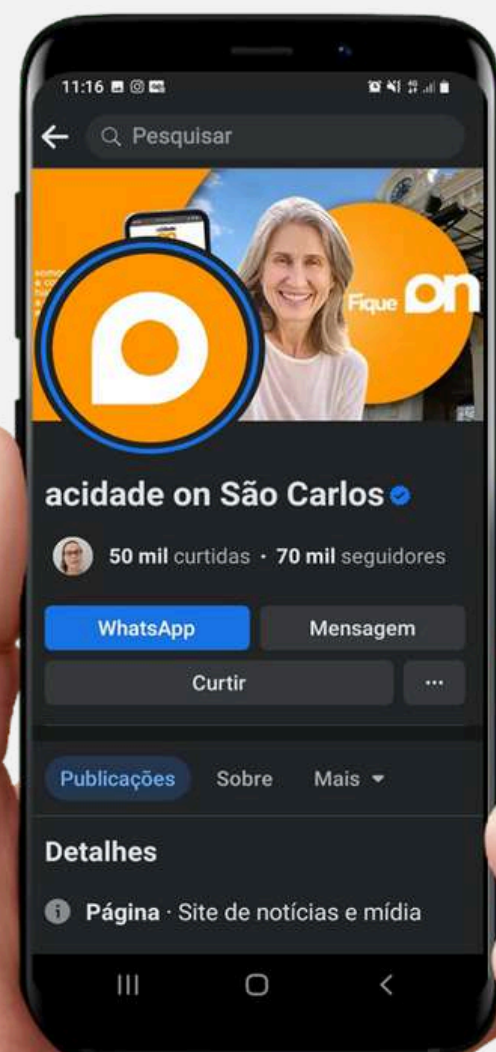 11:16
Pesquisar
Fique on
acidade on São Carlos
50 mil curtidas · 70 mil seguidores
WhatsApp
Mensagem
Curtir
...
Publicações
Sobre
Mais
Detalhes
Página · Site de notícias e mídia